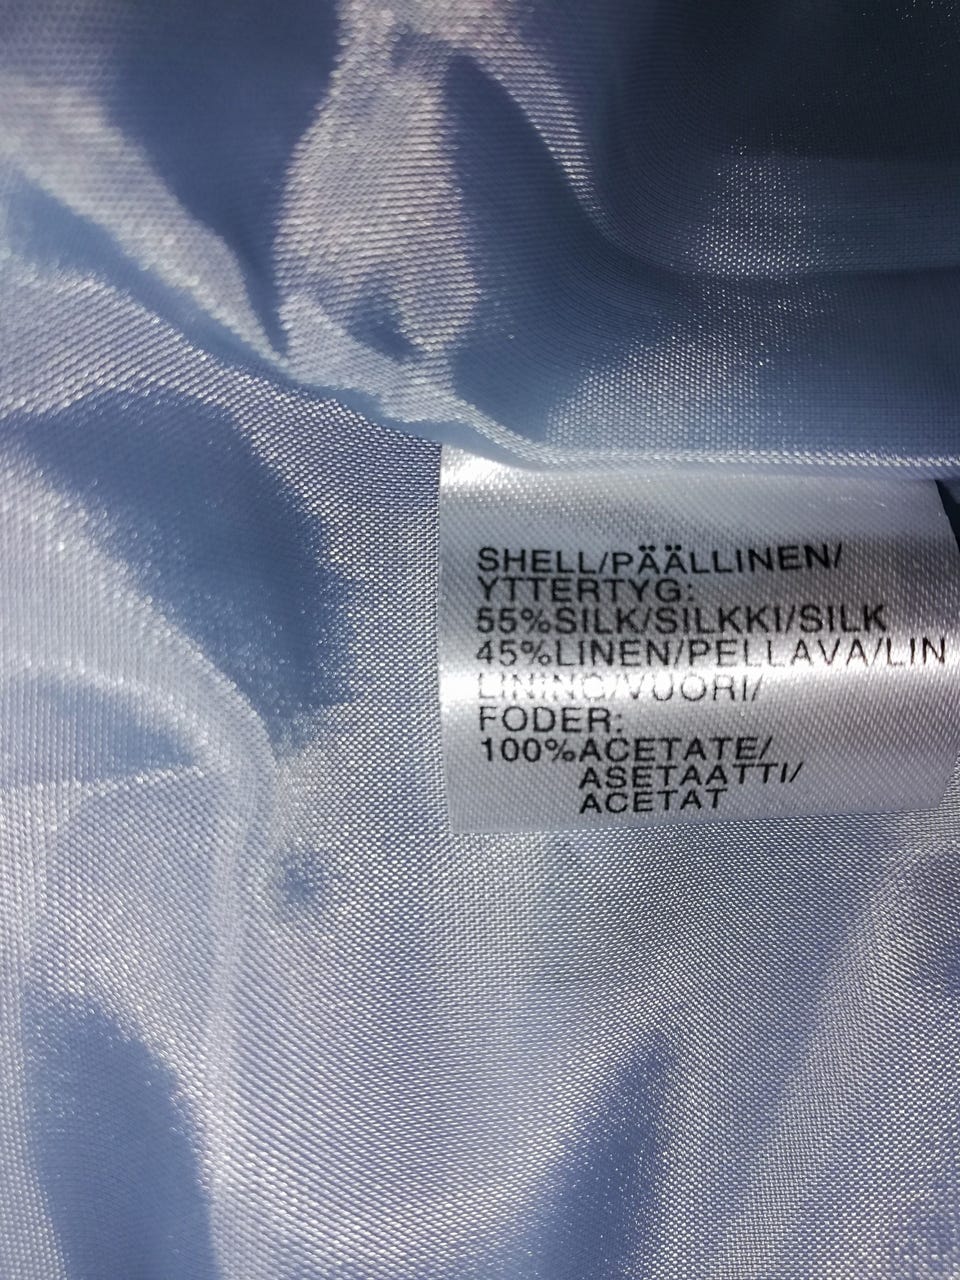 SHELL/PÄÄLLINEN/
YTTERTYG:
55%SILK/SILKKI/SILK
45%LINEN/PELLAVA/LIN
LINING/VUORI/
FODER:
100%ACETATE/
ASETAATTI/
ACETAT